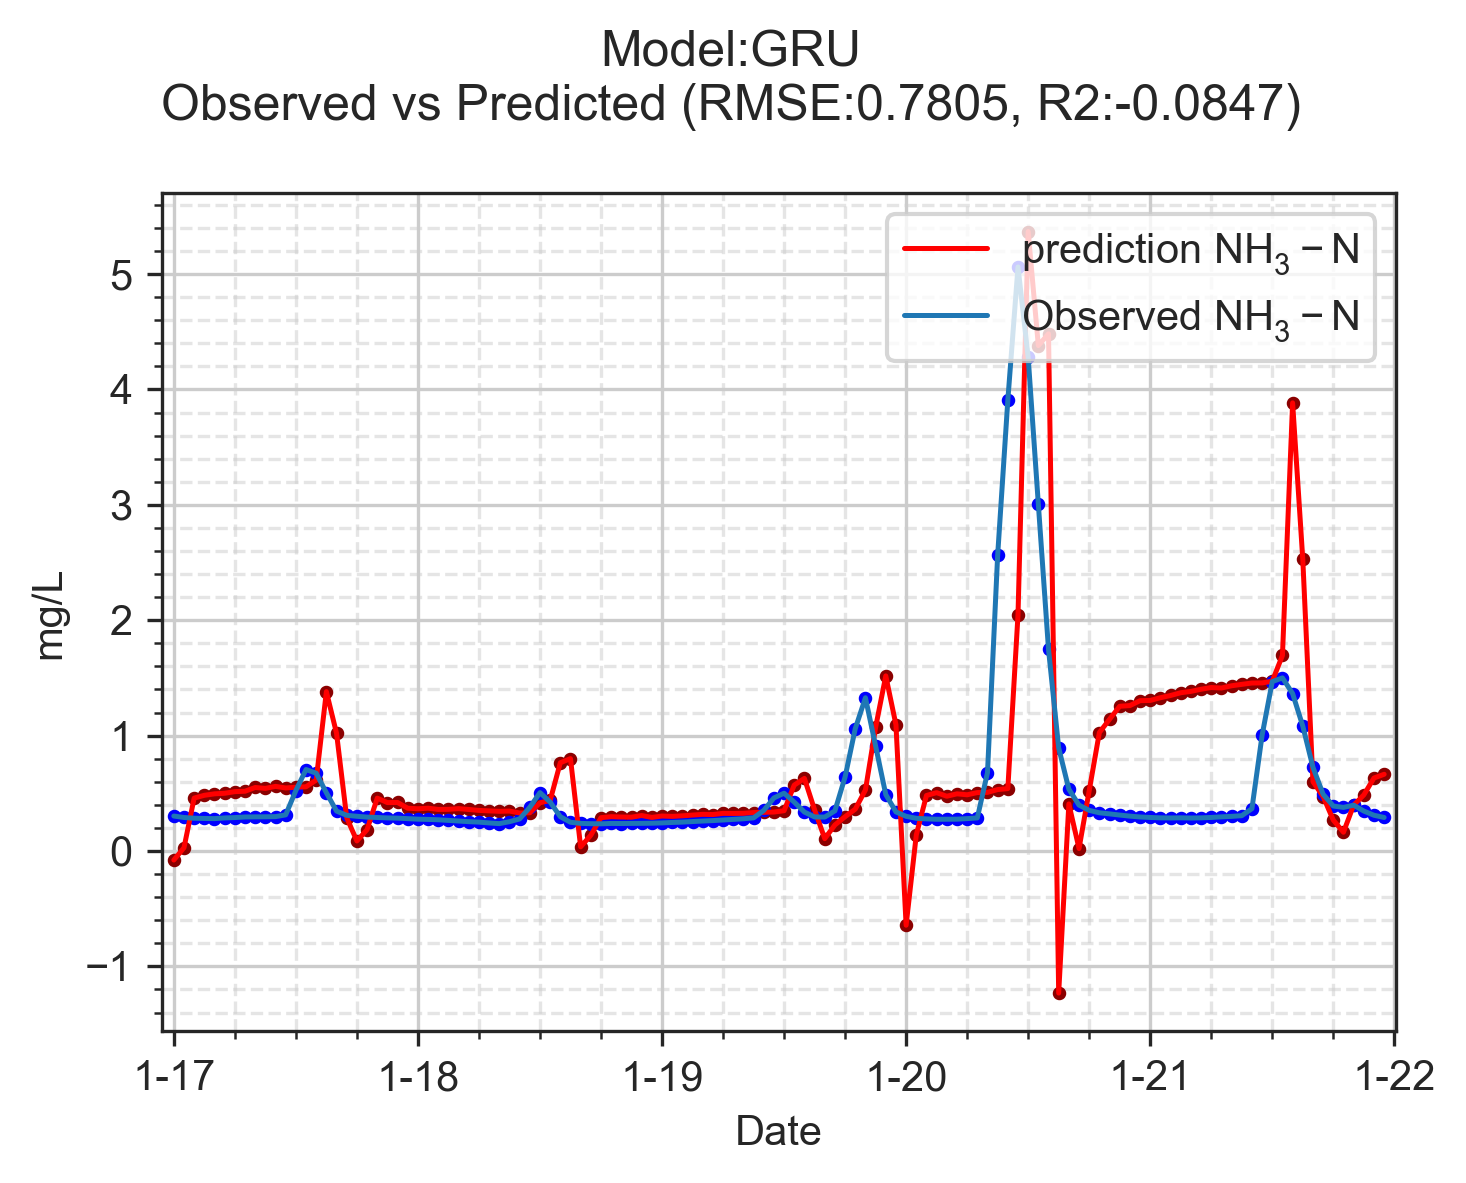 Model:GRU
Observed vs Predicted (RMSE:0.7805, R2:-0.0847)
prediction NH₃ − N
Observed NH₃ − N
5
4
3
2
1
0
−1
mg/L
1-17 1-18 1-19 1-20 1-21 1-22
Date